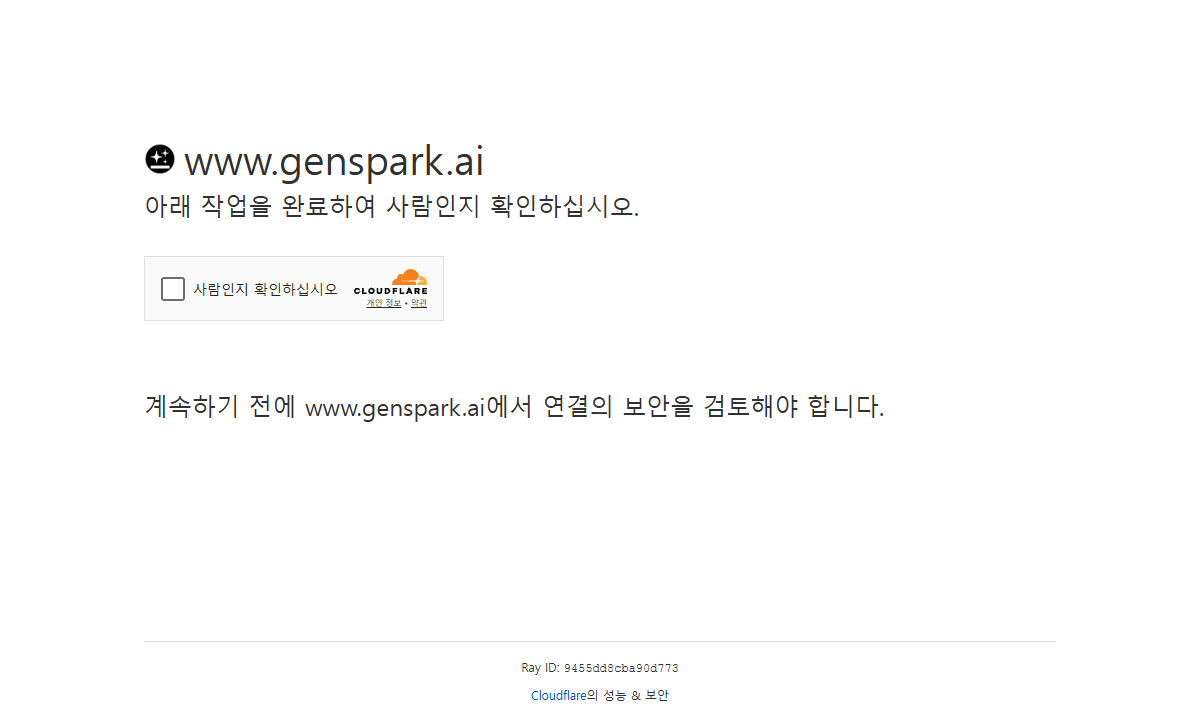 www.genspark.ai
아래 작업을 완료하여 사람인지 확인하십시오.
사람인지 확인하십시오
CLOUDFLARE
개인 정보 • 약관
계속하기 전에 www.genspark.ai에서 연결의 보안을 검토해야 합니다.
Ray ID: 9455dd8cba90d773
Cloudflare의 성능 & 보안